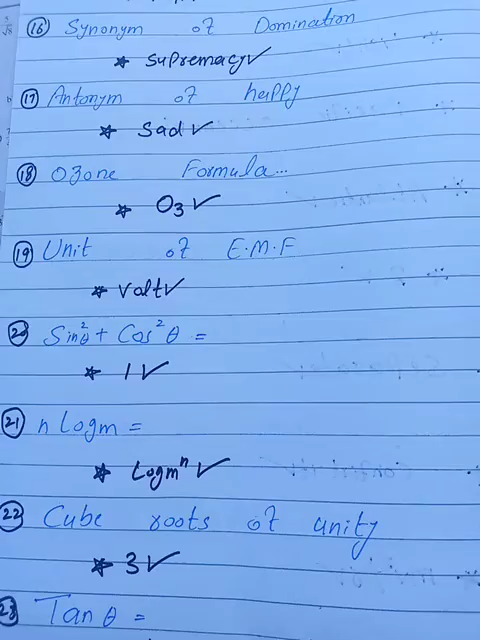 16 Synonym of Domination
* Supremacy ✓
17 Antonym of happy
* Sad ✓
18 Ozone Formula...
* O₃ ✓
19 Unit of E.M.F
* Volt ✓
20 Sin²θ + Cos²θ =
* 1 ✓
21 n Logm =
* Logmⁿ ✓
22 Cube roots of unity
* 3 ✓
23 Tan θ =